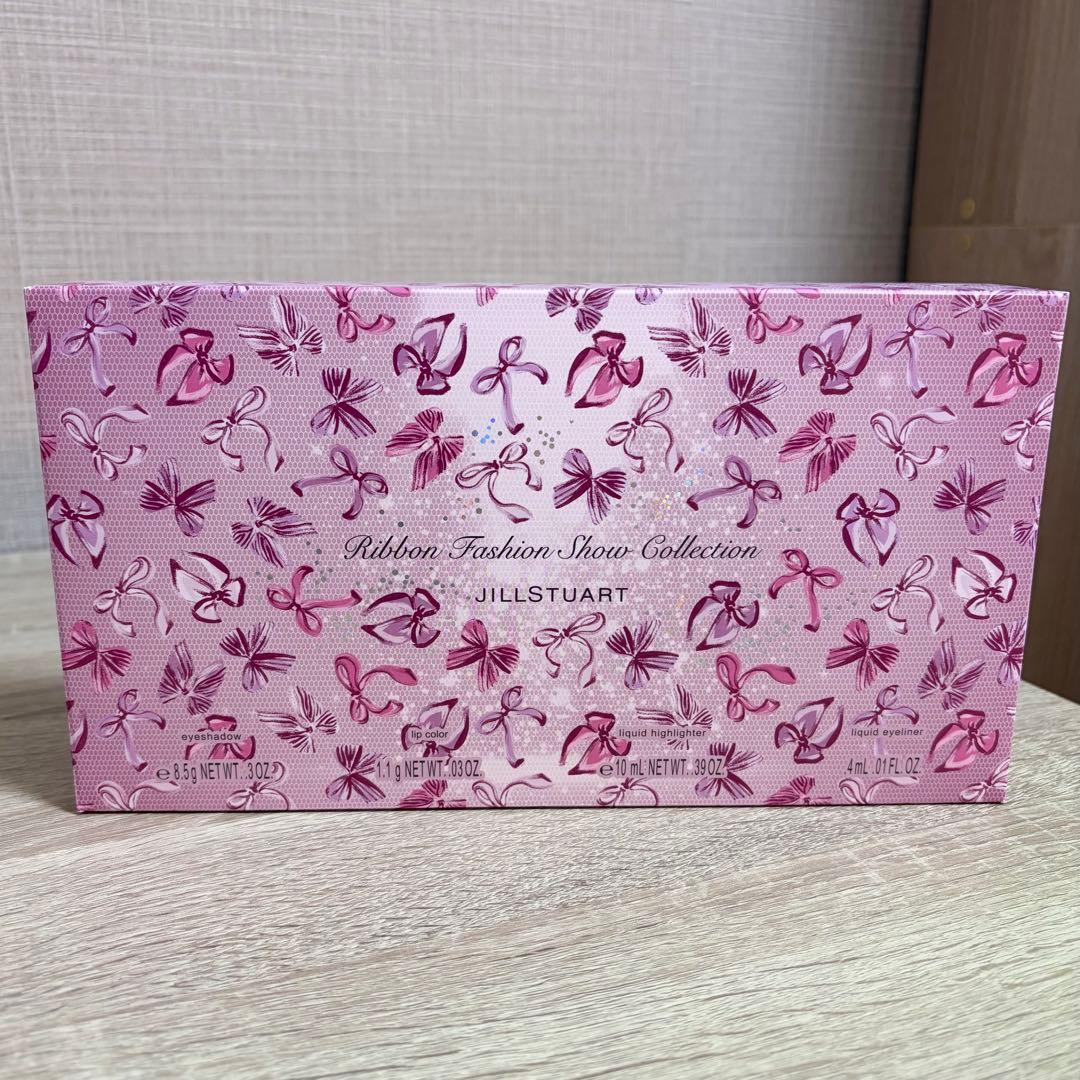 Ribbon Fashion Show Collection
JILLSTUART
eyeshadow lip color liquid highlighter liquid eyeliner
℮ 8.5g NET WT. .3 OZ. 1.1 g NET WT. .03 OZ. ℮ 10 mL NET WT. .39 OZ. .4 mL .01 FL. OZ.